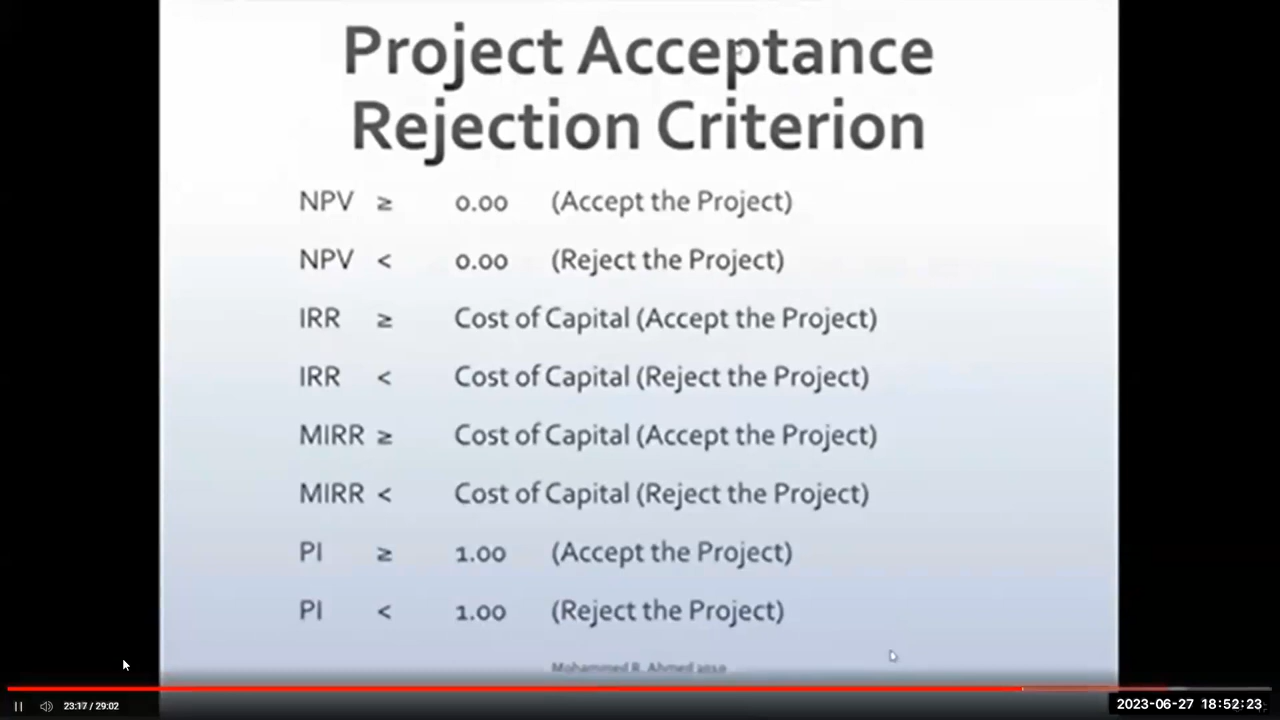 Project Acceptance
Rejection Criterion
NPV ≥ 0.00 (Accept the Project)
NPV < 0.00 (Reject the Project)
IRR ≥ Cost of Capital (Accept the Project)
IRR < Cost of Capital (Reject the Project)
MIRR ≥ Cost of Capital (Accept the Project)
MIRR < Cost of Capital (Reject the Project)
PI ≥ 1.00 (Accept the Project)
PI < 1.00 (Reject the Project)
Mohammed R. Ahmed
23:17 / 29:02
2023-06-27 18:52:23